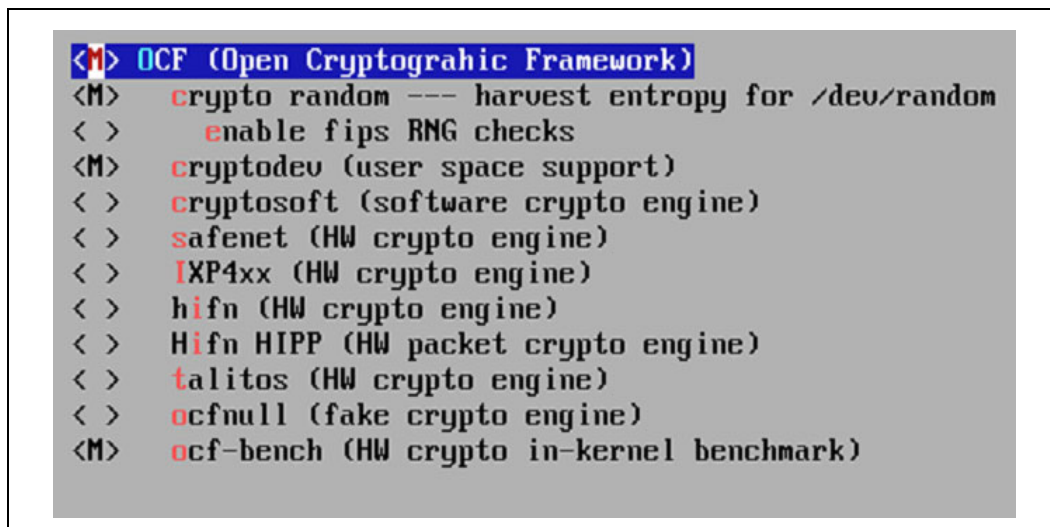 <M> OCF (Open Cryptograhic Framework)
<M> crypto random --- harvest entropy for /dev/random
< > enable fips RNG checks
<M> cryptodev (user space support)
< > cryptosoft (software crypto engine)
< > safenet (HW crypto engine)
< > IXP4xx (HW crypto engine)
< > hifn (HW crypto engine)
< > Hifn HIPP (HW packet crypto engine)
< > talitos (HW crypto engine)
< > ocfnull (fake crypto engine)
<M> ocf-bench (HW crypto in-kernel benchmark)